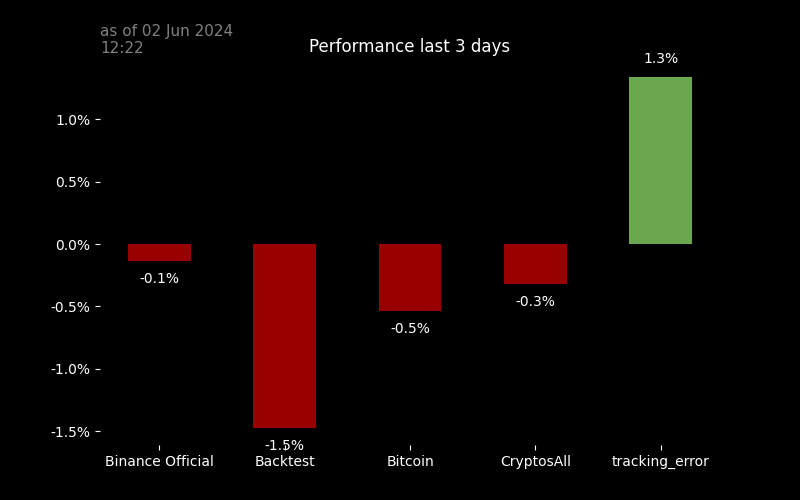 as of 02 Jun 2024
12:22
Performance last 3 days
1.3%
1.0%
0.5%
0.0%
-0.5%
-1.0%
-1.5%
-0.1%
-1.5%
-0.5%
-0.3%
Binance Official
Backtest
Bitcoin
CryptosAll
tracking_error